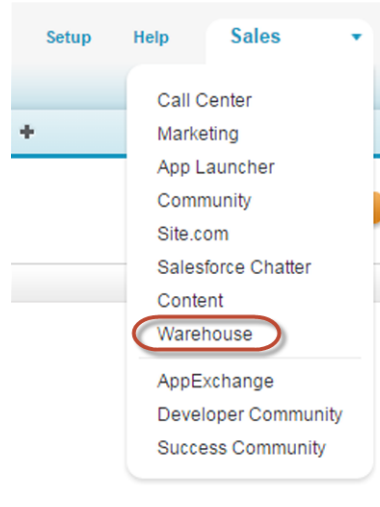 Setup Help Sales
Call Center
Marketing
App Launcher
Community
Site.com
Salesforce Chatter
Content
Warehouse
AppExchange
Developer Community
Success Community